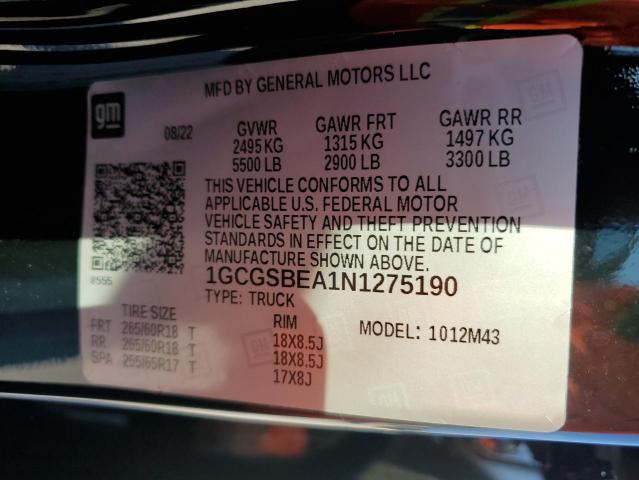 MFD BY GENERAL MOTORS LLC
gm
08/22
GVWR GAWR FRT GAWR RR
2495 KG 1315 KG 1497 KG
5500 LB 2900 LB 3300 LB
THIS VEHICLE CONFORMS TO ALL
APPLICABLE U.S. FEDERAL MOTOR
VEHICLE SAFETY AND THEFT PREVENTION
STANDARDS IN EFFECT ON THE DATE OF
MANUFACTURE SHOWN ABOVE.
#555
1GCGSBEA1N1275190
TYPE: TRUCK
TIRE SIZE RIM MODEL: 1012M43
FRT 265/60R18 T 18X8.5J
RR 265/60R18 T 18X8.5J
SPA 255/65R17 T 17X8J